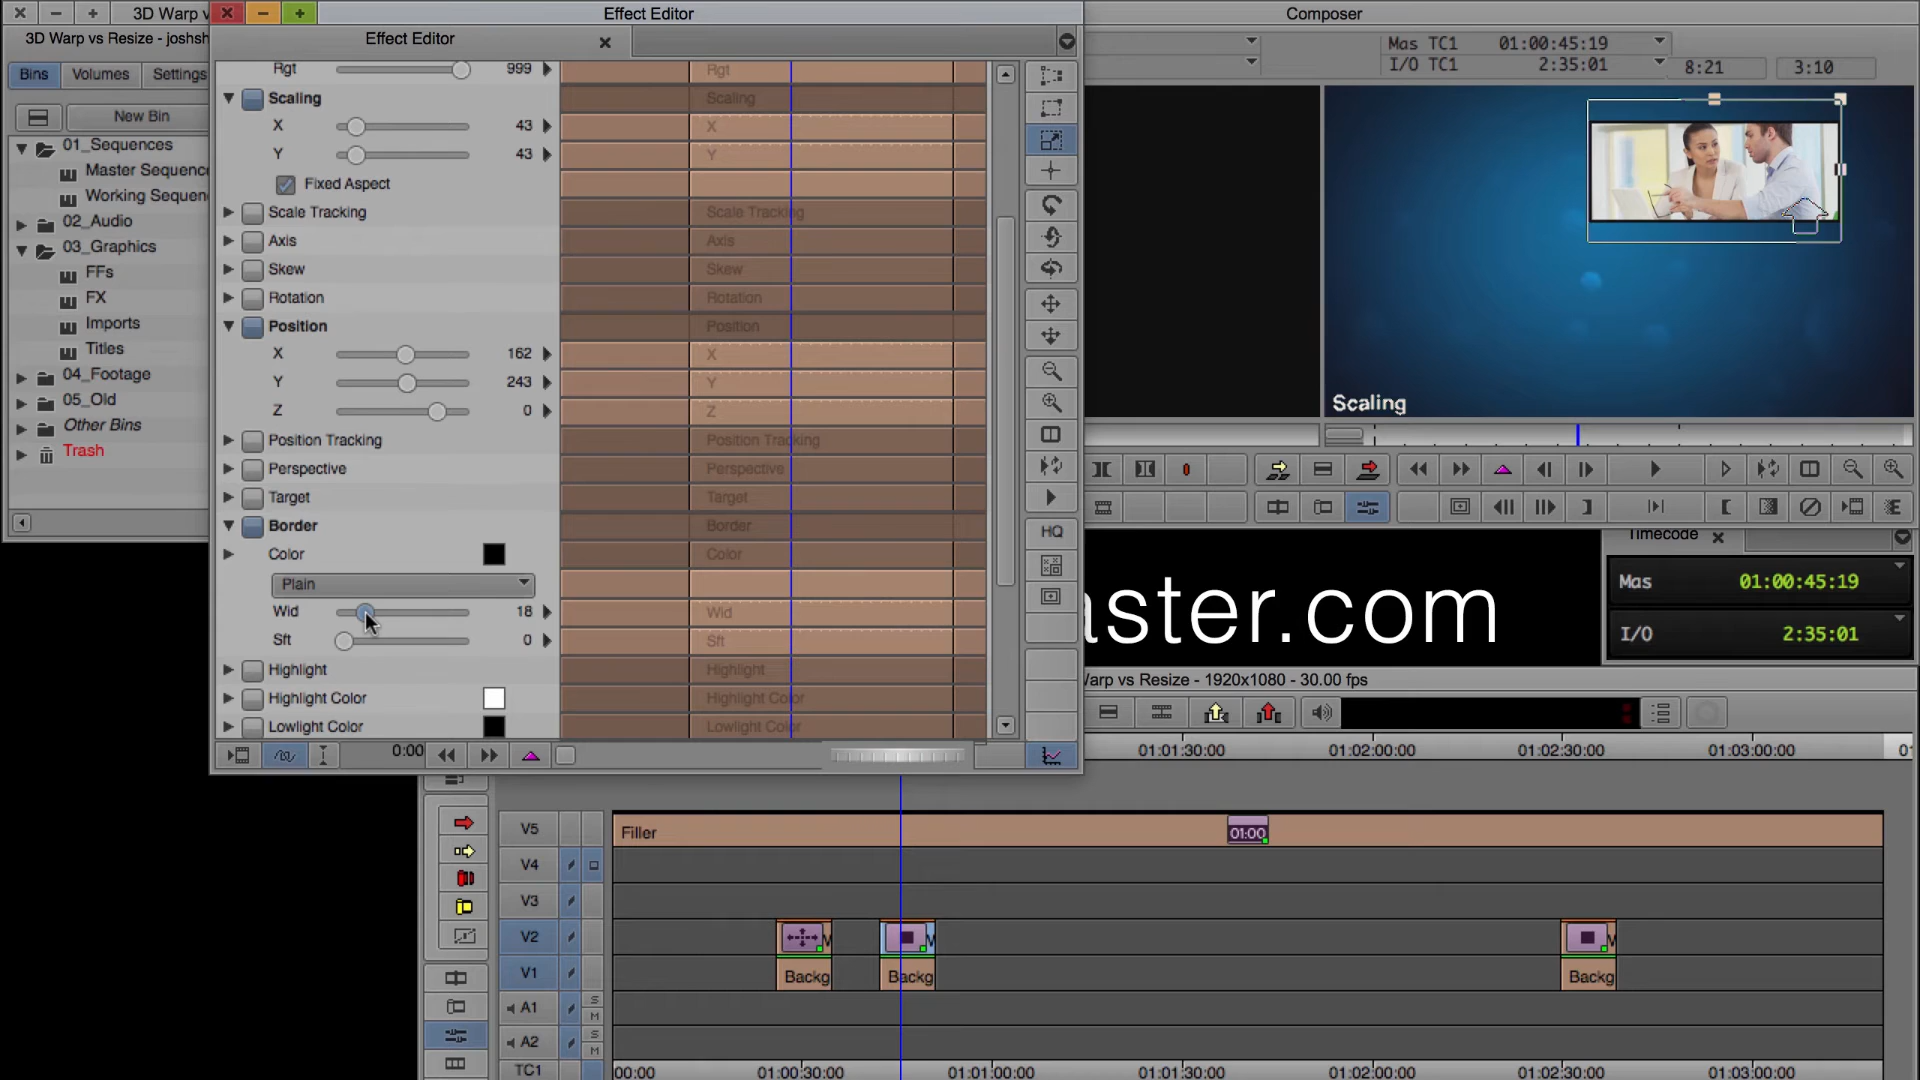 3D Warp v
Effect Editor
Composer
3D Warp vs Resize - joshsh
Effect Editor
Mas TC1 01:00:45:19
I/O TC1 2:35:01
8:21
3:10
Bins
Volumes
Settings
New Bin
01_Sequences
Master Sequenc
Working Sequen
02_Audio
03_Graphics
FFs
FX
Imports
Titles
04_Footage
05_Old
Other Bins
Trash
Rgt 999 Rgt
Scaling Scaling
X 43 X
Y 43 Y
Fixed Aspect
Scale Tracking Scale Tracking
Axis Axis
Skew Skew
Rotation Rotation
Position Position
X 162 X
Y 243 Y
Z 0 Z
Position Tracking Position Tracking
Perspective Perspective
Target Target
Border Border
Color Color
Plain
Wid 18 Wid
Sft 0 Sft
Highlight Highlight
Highlight Color Highlight Color
Lowlight Color Lowlight Color
0:00
HQ
Scaling
aster.com
Timecode
Mas 01:00:45:19
I/O 2:35:01
Warp vs Resize - 1920x1080 - 30.00 fps
01:01:30:00 01:02:00:00 01:02:30:00 01:03:00:00 01
V5 Filler 01:00
V4
V3
V2
V1 Backg Backg Backg
A1 S M
A2 S M
TC1 00:00 01:00:30:00 01:01:00:00 01:01:30:00 01:02:00:00 01:02:30:00 01:03:00:00